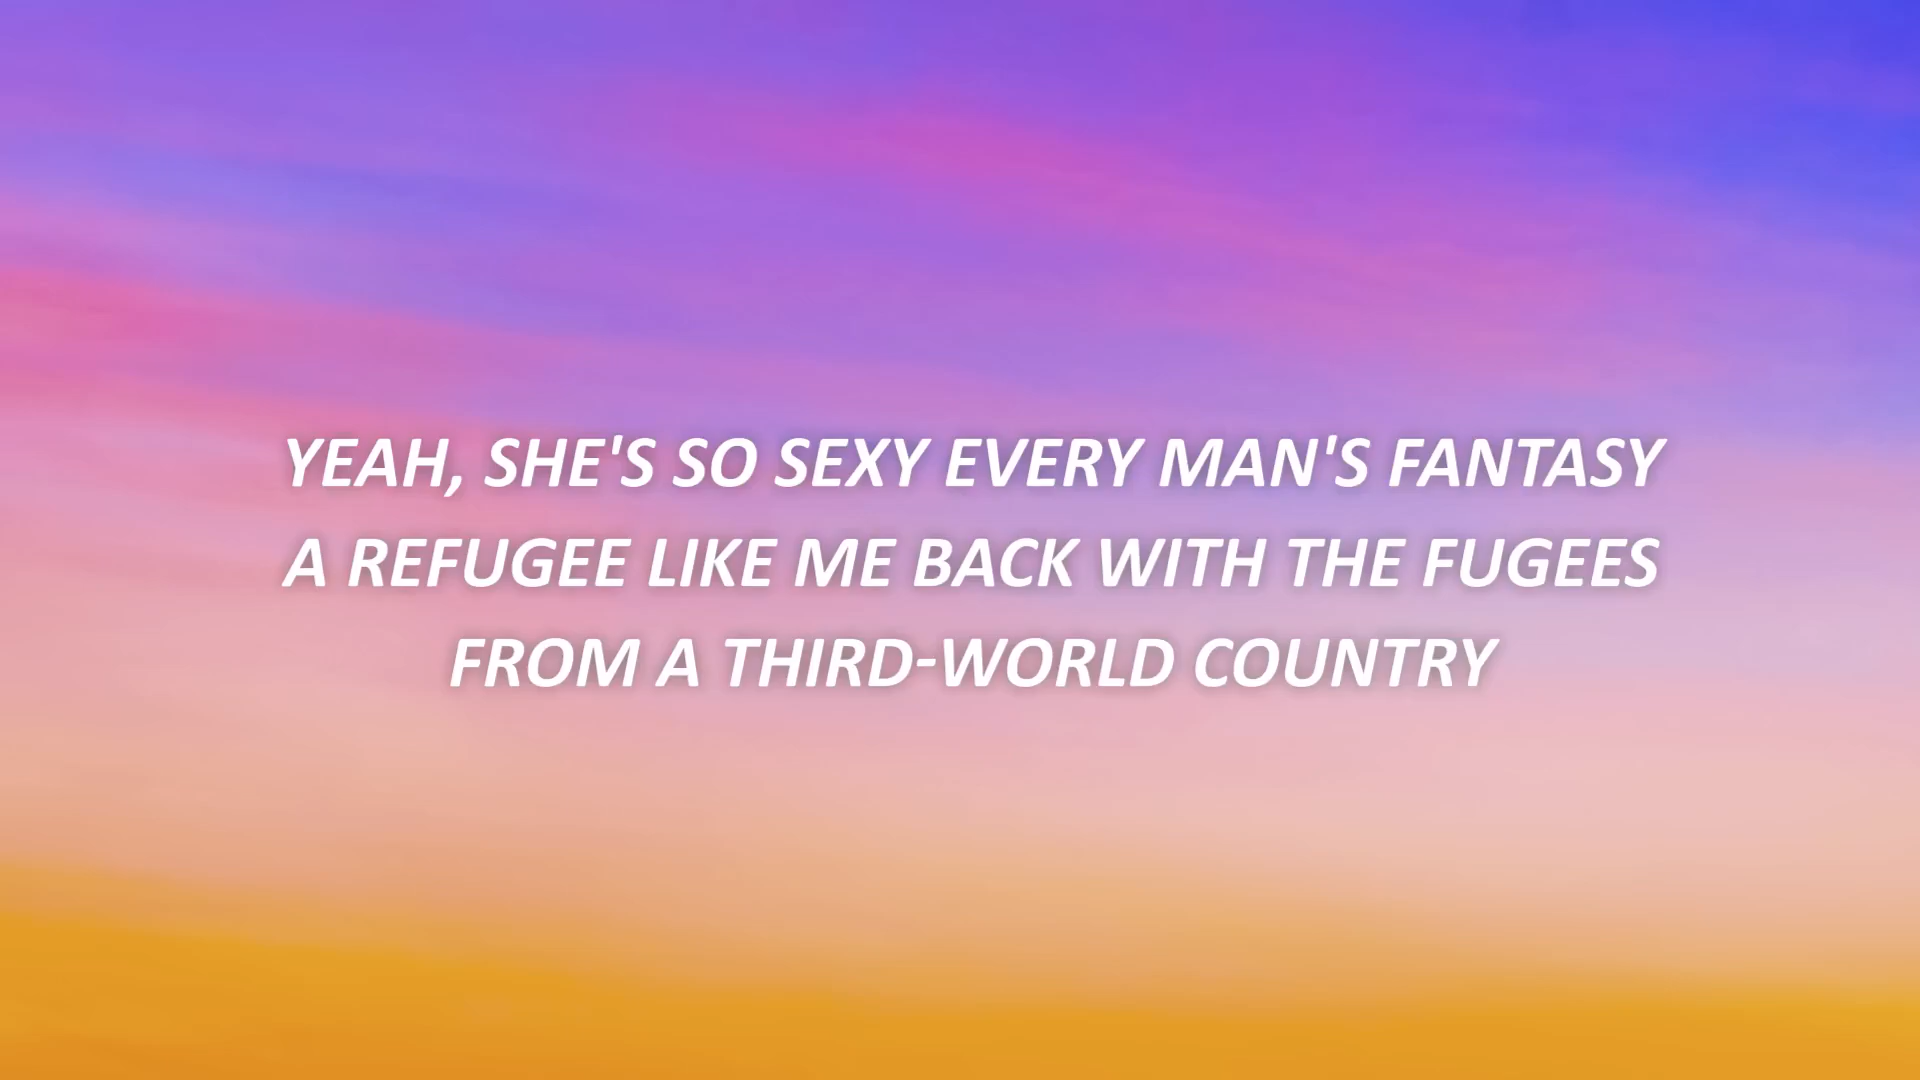 YEAH, SHE'S SO SEXY EVERY MAN'S FANTASY
A REFUGEE LIKE ME BACK WITH THE FUGEES
FROM A THIRD-WORLD COUNTRY